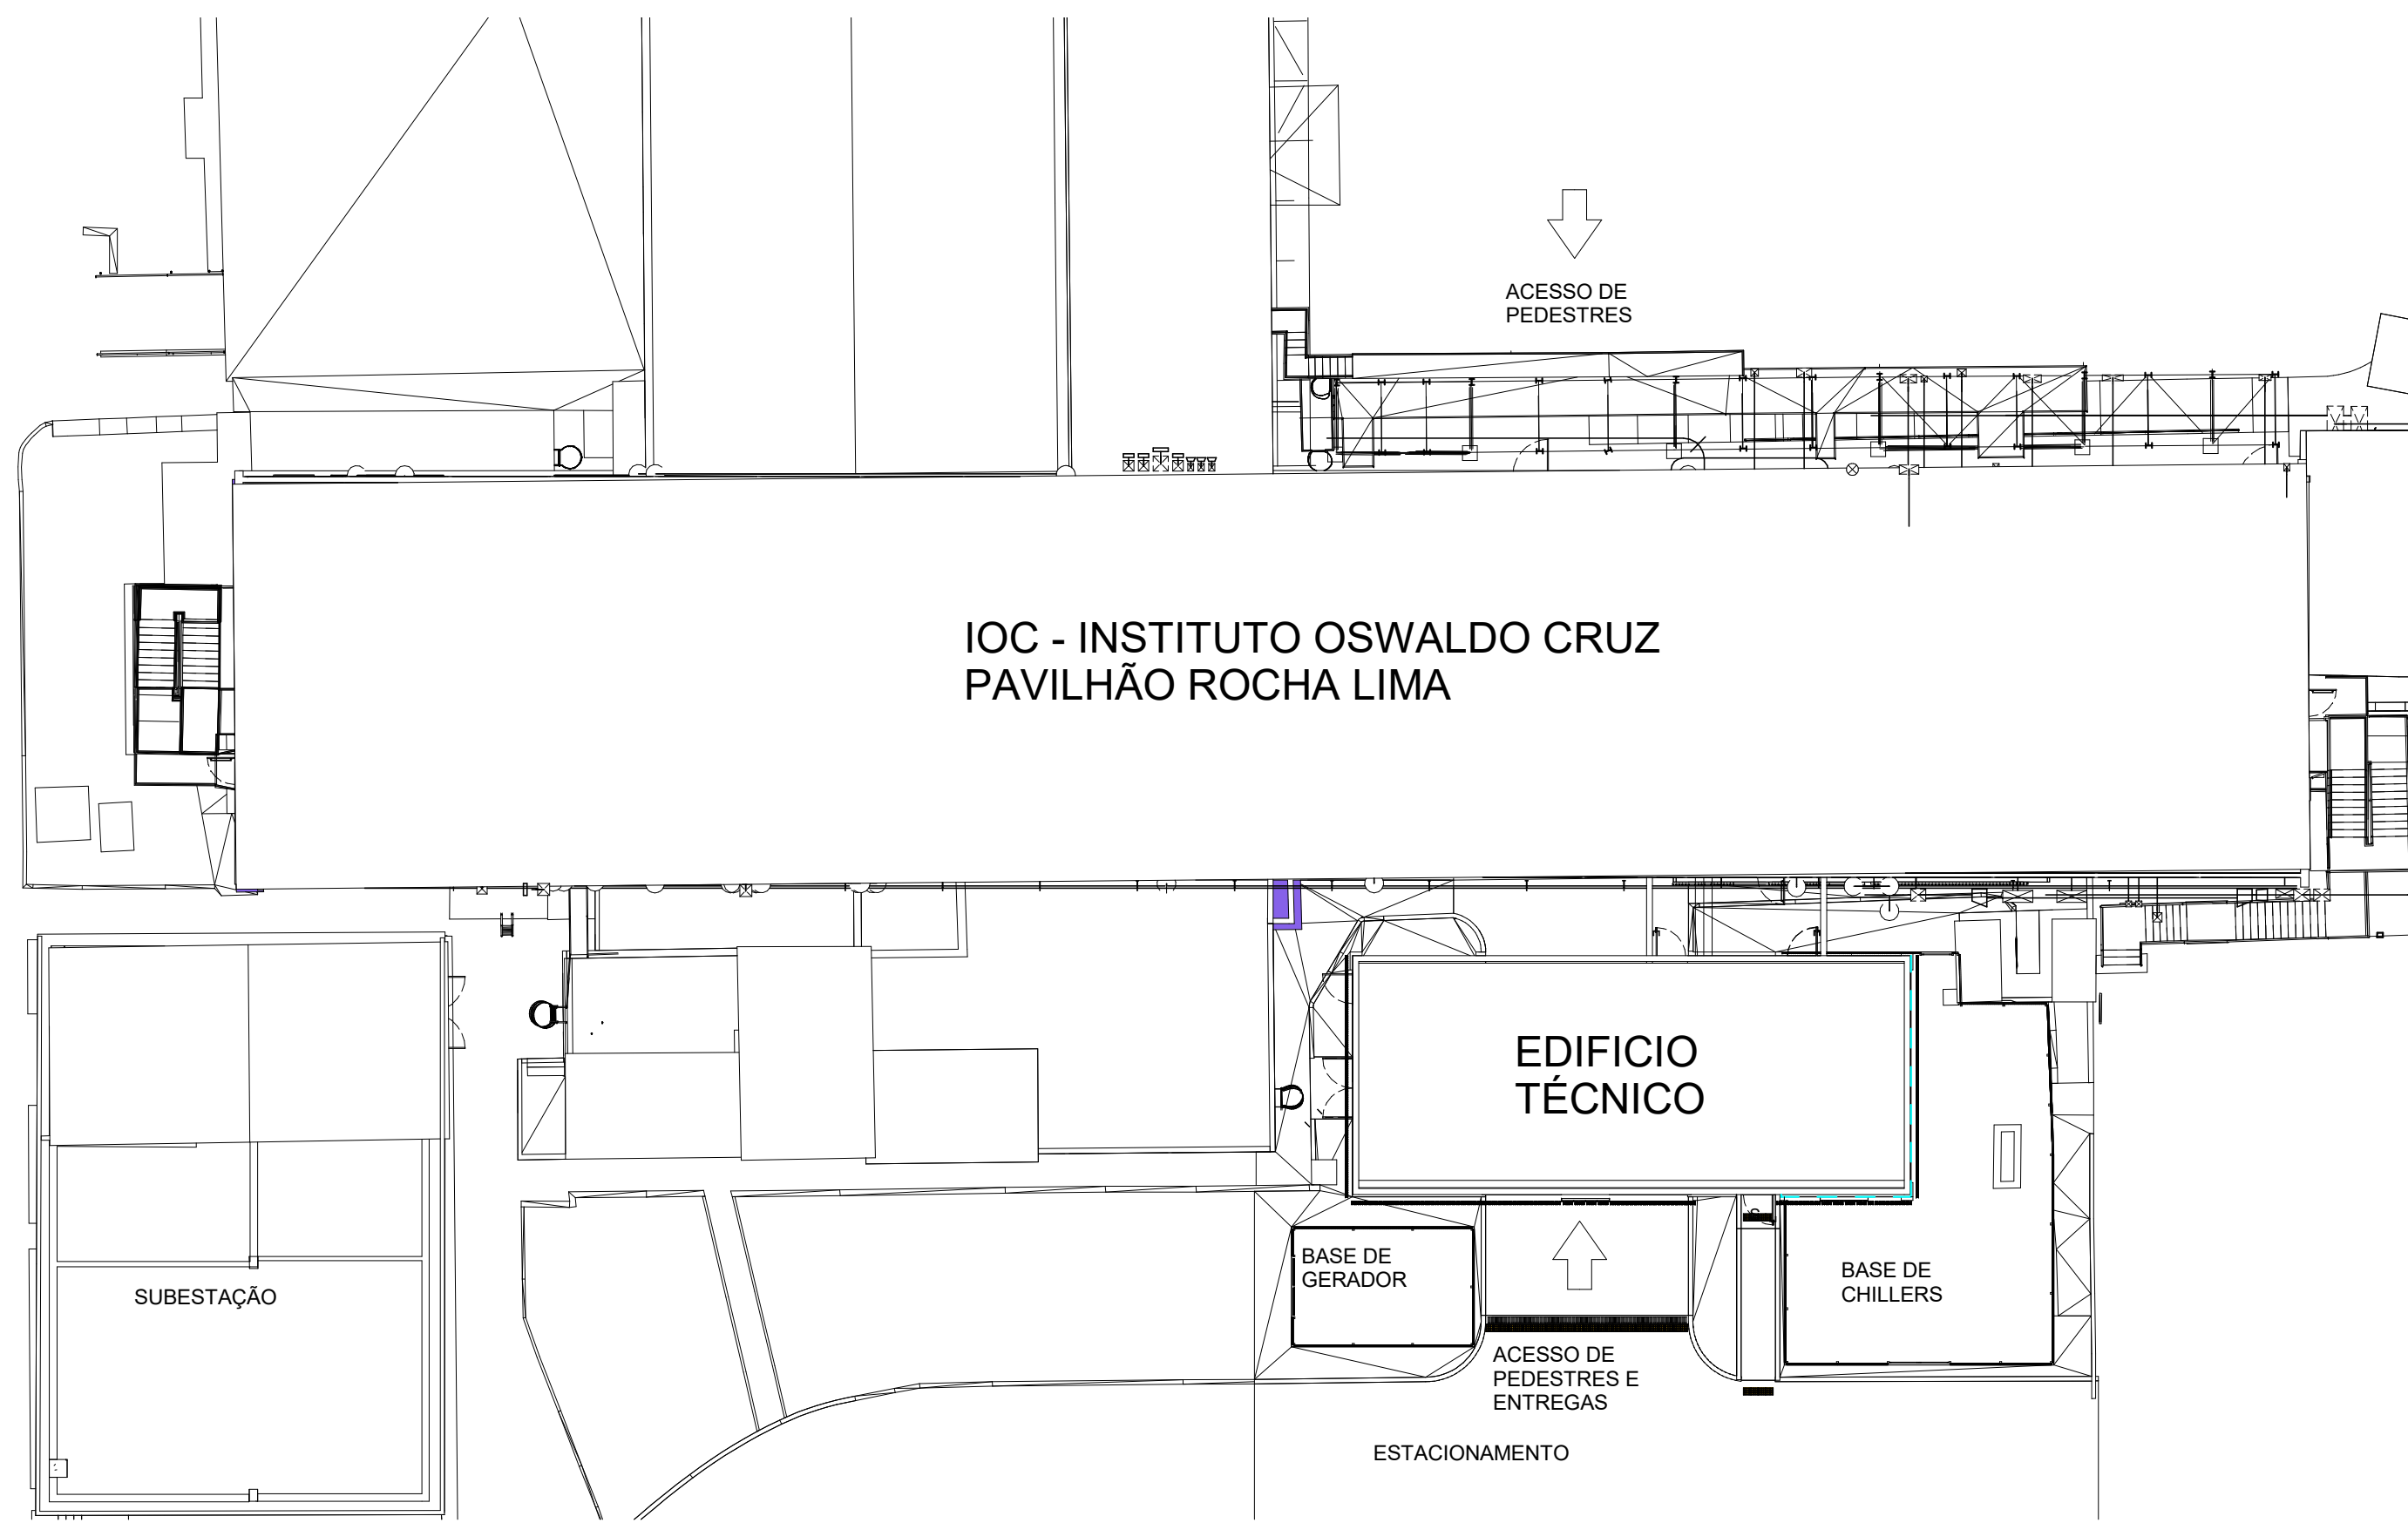 ACESSO DE
PEDESTRES
IOC - INSTITUTO OSWALDO CRUZ
PAVILHÃO ROCHA LIMA
EDIFICIO
TÉCNICO
BASE DE
GERADOR
BASE DE
CHILLERS
SUBESTAÇÃO
ACESSO DE
PEDESTRES E
ENTREGAS
ESTACIONAMENTO